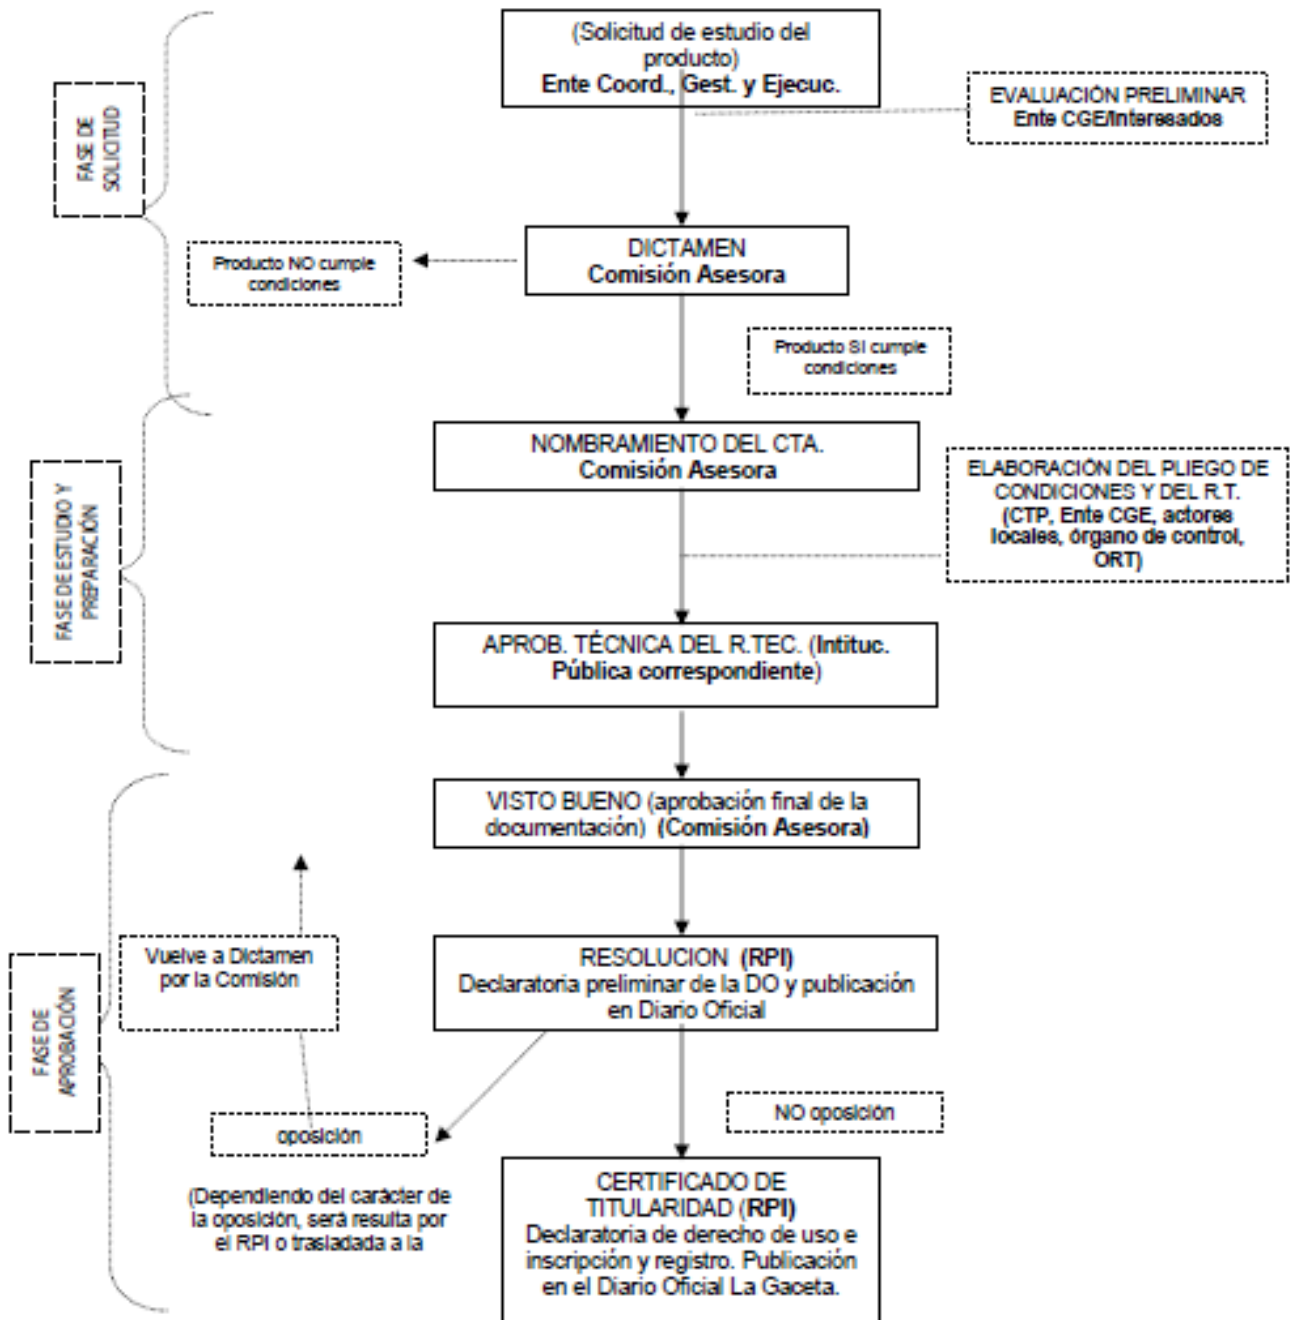 (Solicitud de estudio del
producto)
Ente Coord., Gest. y Ejecuc.
EVALUACIÓN PRELIMINAR
Ente CGE/Interesados
FASE DE
SOLICITUD
DICTAMEN
Comisión Asesora
Producto NO cumple
condiciones
Producto SI cumple
condiciones
NOMBRAMIENTO DEL CTA.
Comisión Asesora
ELABORACIÓN DEL PLIEGO DE
CONDICIONES Y DEL R.T.
(CTP, Ente CGE, actores
locales, órgano de control,
ORT)
FASE DE ESTUDIO Y
PREPARACIÓN
APROB. TÉCNICA DEL R.TEC. (Intituc.
Pública correspondiente)
VISTO BUENO (aprobación final de la
documentación) (Comisión Asesora)
Vuelve a Dictamen
por la Comisión
RESOLUCION (RPI)
Declaratoria preliminar de la DO y publicación
en Diario Oficial
FASE DE
APROBACIÓN
oposición
NO oposición
(Dependiendo del carácter de
la oposición, será resulta por
el RPI o trasladada a la
CERTIFICADO DE
TITULARIDAD (RPI)
Declaratoria de derecho de uso e
inscripción y registro. Publicación
en el Diario Oficial La Gaceta.